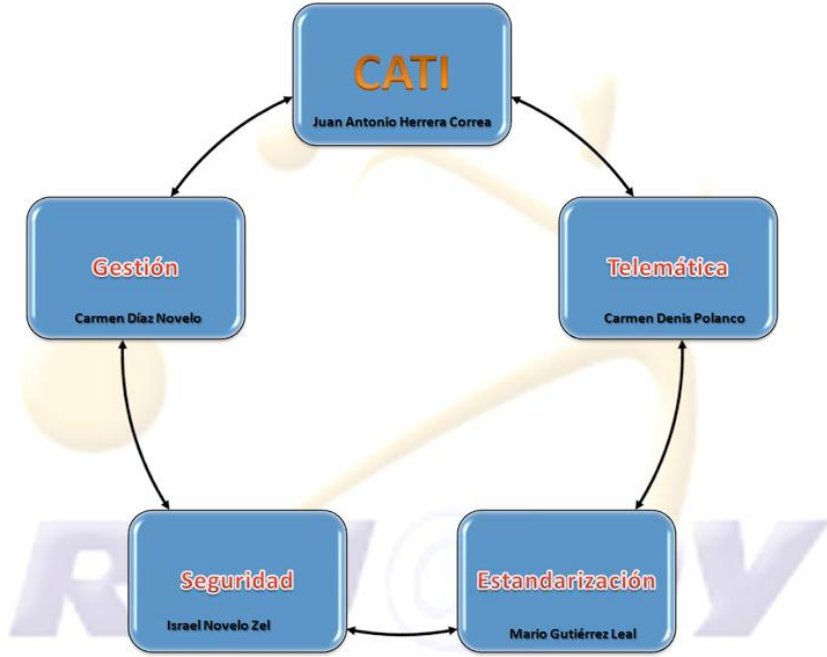 CATI
Juan Antonio Herrera Correa
Gestión
Carmen Díaz Novelo
Telemática
Carmen Denis Polanco
Seguridad
Israel Novelo Zel
Estandarización
Mario Gutiérrez Leal